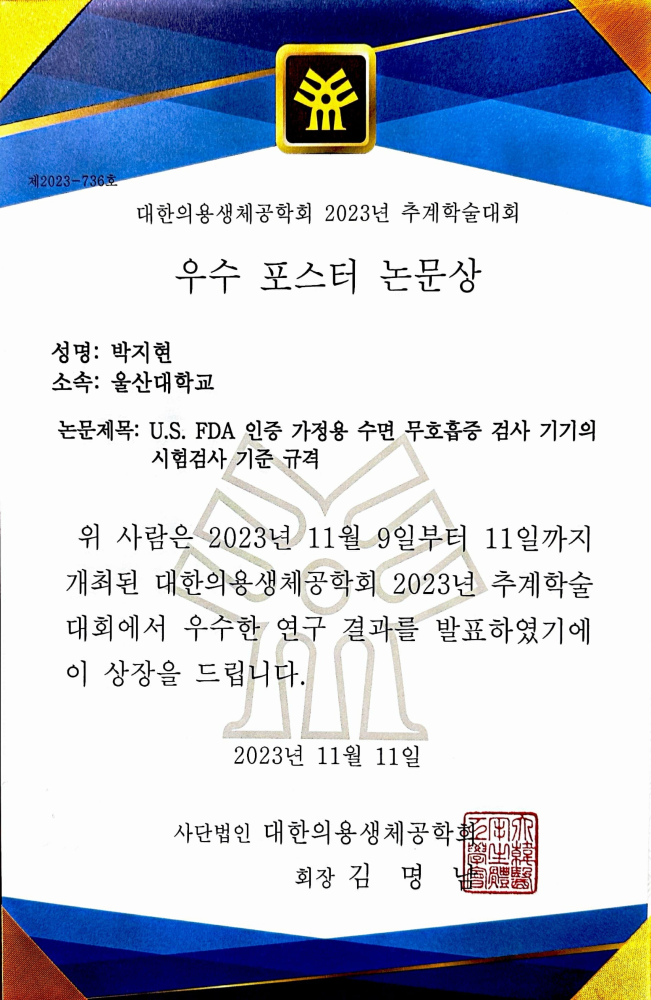 제2023-736호
대한의용생체공학회 2023년 추계학술대회
우수 포스터 논문상
성명: 박지현
소속: 울산대학교
논문제목: U.S. FDA 인증 가정용 수면 무호흡증 검사 기기의
시험검사 기준 규격
위 사람은 2023년 11월 9일부터 11일까지
개최된 대한의용생체공학회 2023년 추계학술
대회에서 우수한 연구 결과를 발표하였기에
이 상장을 드립니다.
2023년 11월 11일
사단법인 대한의용생체공학회
회장 김 명 남